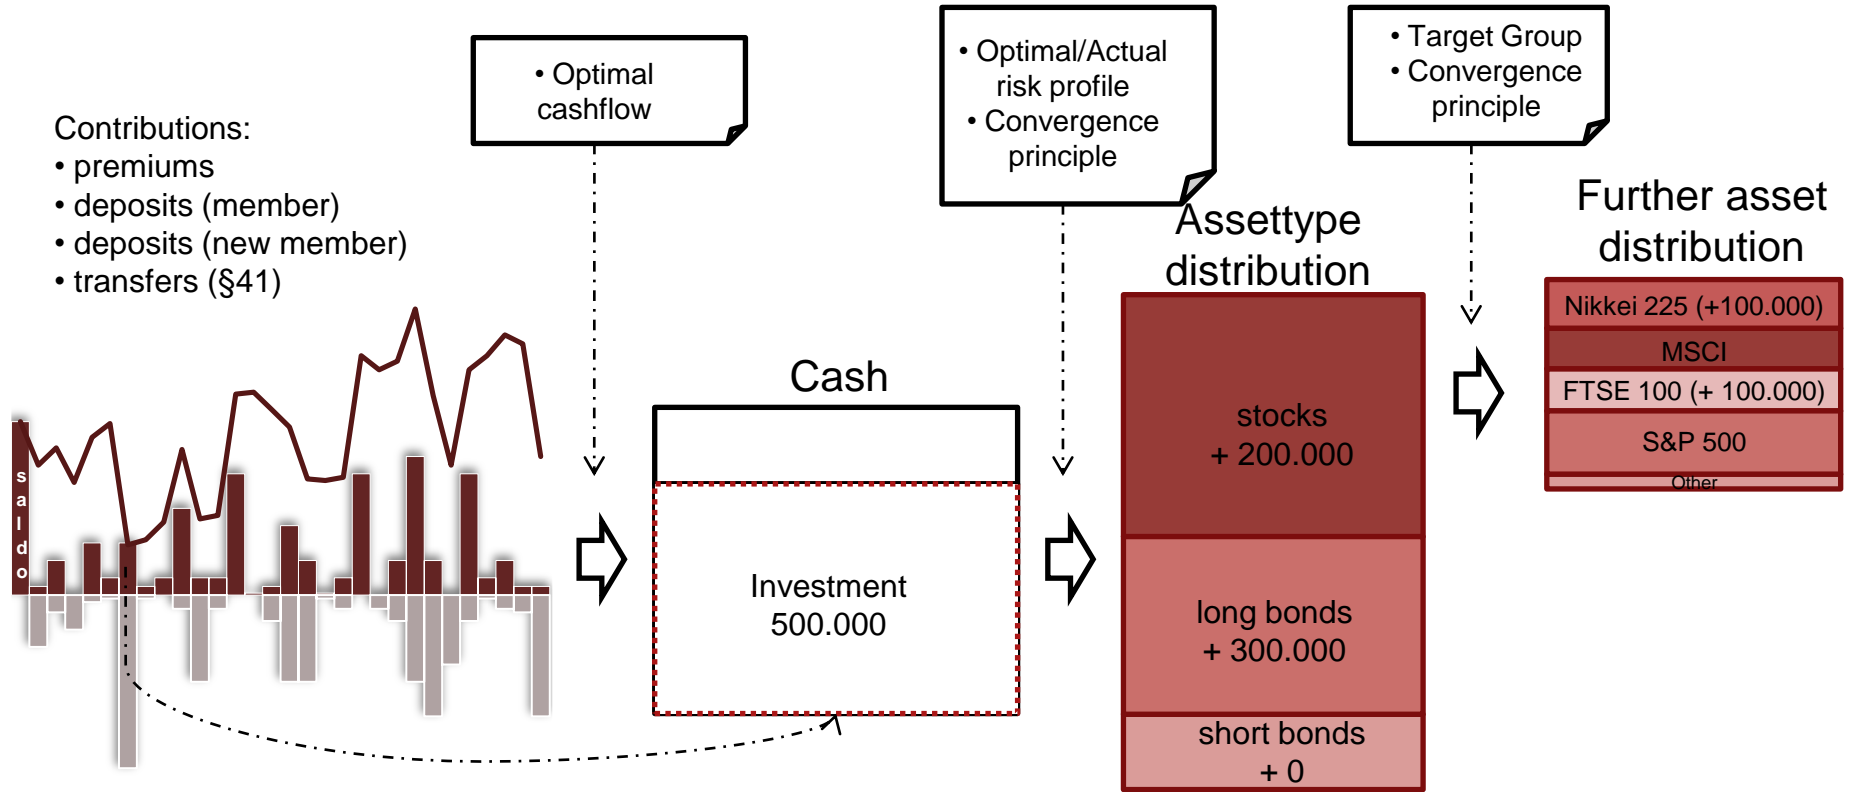 • Optimal
cashflow
• Optimal/Actual
risk profile
• Convergence
principle
• Target Group
• Convergence
principle
Contributions:
• premiums
• deposits (member)
• deposits (new member)
• transfers (§41)
saldo
Cash
Investment
500.000
Assettype
distribution
stocks
+ 200.000
long bonds
+ 300.000
short bonds
+ 0
Further asset
distribution
Nikkei 225 (+100.000)
MSCI
FTSE 100 (+ 100.000)
S&P 500
Other